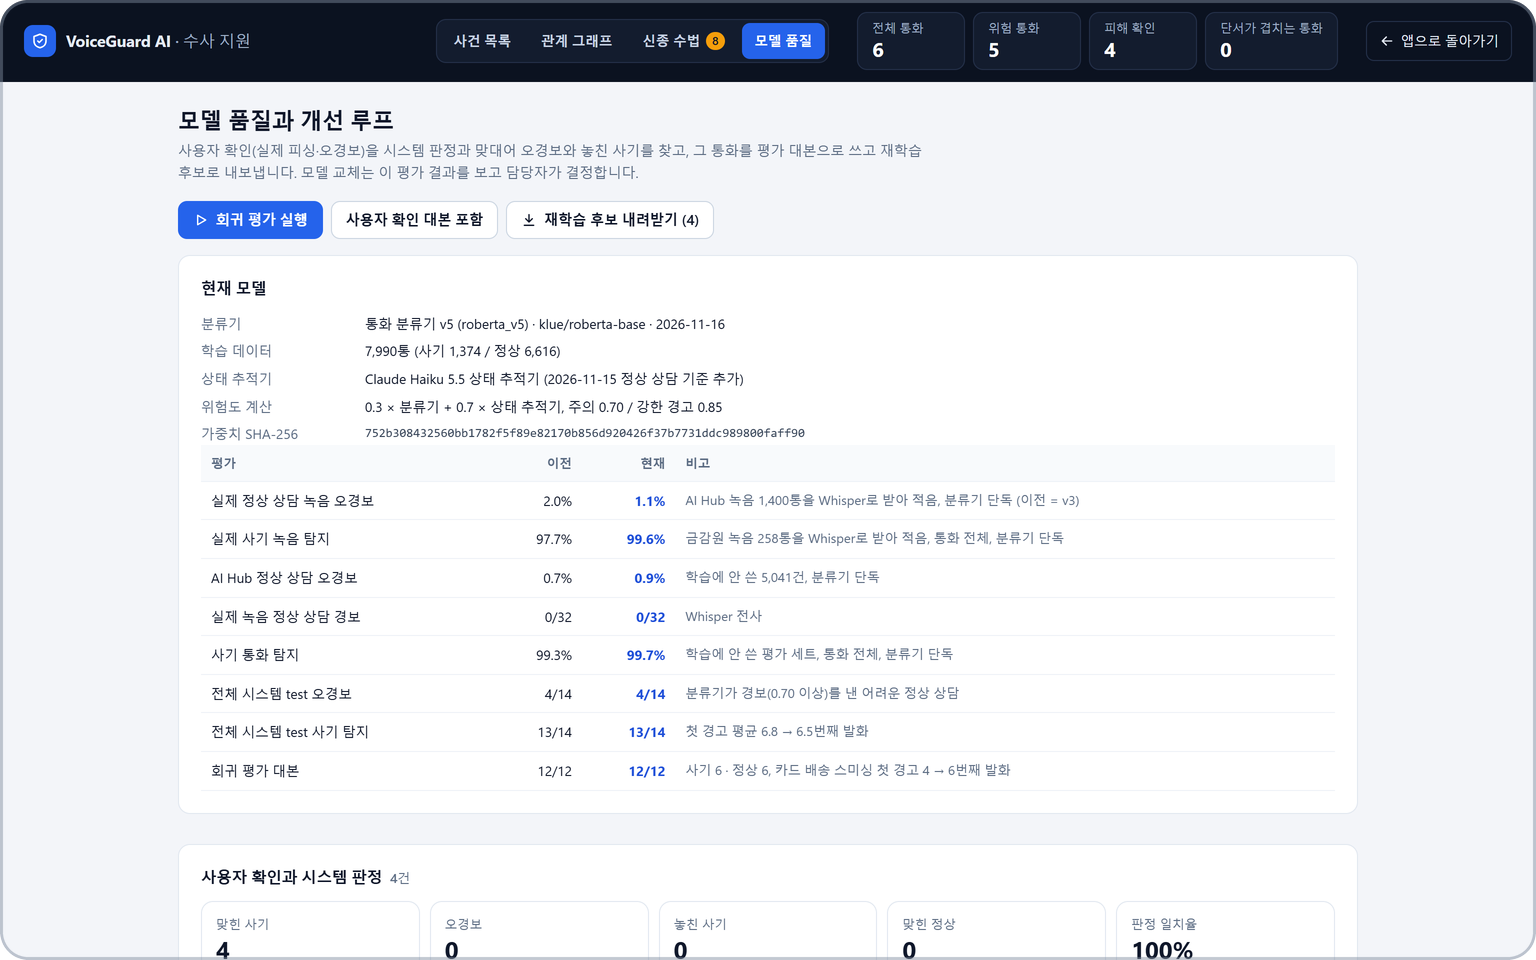 VoiceGuard AI · 수사 지원
사건 목록
관계 그래프
신종 수법 8
모델 품질
전체 통화
6
위험 통화
5
피해 확인
4
단서가 겹치는 통화
0
← 앱으로 돌아가기
모델 품질과 개선 루프
사용자 확인(실제 피싱·오경보)을 시스템 판정과 맞대어 오경보와 놓친 사기를 찾고, 그 통화를 평가 대본으로 쓰고 재학습
후보로 내보냅니다. 모델 교체는 이 평가 결과를 보고 담당자가 결정합니다.
회귀 평가 실행
사용자 확인 대본 포함
재학습 후보 내려받기 (4)
현재 모델
분류기 통화 분류기 v5 (roberta_v5) · klue/roberta-base · 2026-11-16
학습 데이터 7,990통 (사기 1,374 / 정상 6,616)
상태 추적기 Claude Haiku 5.5 상태 추적기 (2026-11-15 정상 상담 기준 추가)
위험도 계산 0.3 × 분류기 + 0.7 × 상태 추적기, 주의 0.70 / 강한 경고 0.85
가중치 SHA-256 752b308432560bb1782f5f89e82170b856d920426f37b7731ddc989800faff90
평가 이전 현재 비고
실제 정상 상담 녹음 오경보 2.0% 1.1% AI Hub 녹음 1,400통을 Whisper로 받아 적음, 분류기 단독 (이전 = v3)
실제 사기 녹음 탐지 97.7% 99.6% 금감원 녹음 258통을 Whisper로 받아 적음, 통화 전체, 분류기 단독
AI Hub 정상 상담 오경보 0.7% 0.9% 학습에 안 쓴 5,041건, 분류기 단독
실제 녹음 정상 상담 경보 0/32 0/32 Whisper 전사
사기 통화 탐지 99.3% 99.7% 학습에 안 쓴 평가 세트, 통화 전체, 분류기 단독
전체 시스템 test 오경보 4/14 4/14 분류기가 경보(0.70 이상)를 낸 어려운 정상 상담
전체 시스템 test 사기 탐지 13/14 13/14 첫 경고 평균 6.8 → 6.5번째 발화
회귀 평가 대본 12/12 12/12 사기 6 · 정상 6, 카드 배송 스미싱 첫 경고 4 → 6번째 발화
사용자 확인과 시스템 판정 4건
맞힌 사기
4
오경보
0
놓친 사기
0
맞힌 정상
0
판정 일치율
100%